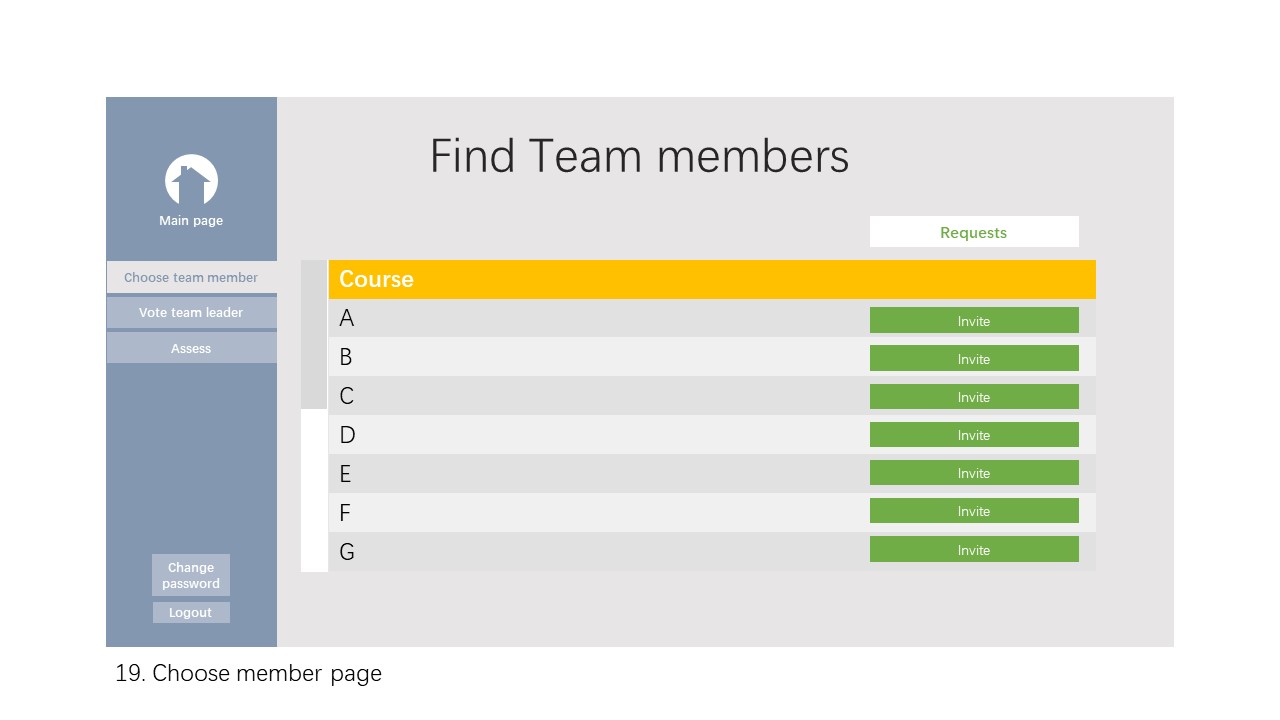 Find Team members
Main page
Requests
Choose team member
Vote team leader
Assess
Course
A Invite
B Invite
C Invite
D Invite
E Invite
F Invite
G Invite
Change
password
Logout
19. Choose member page